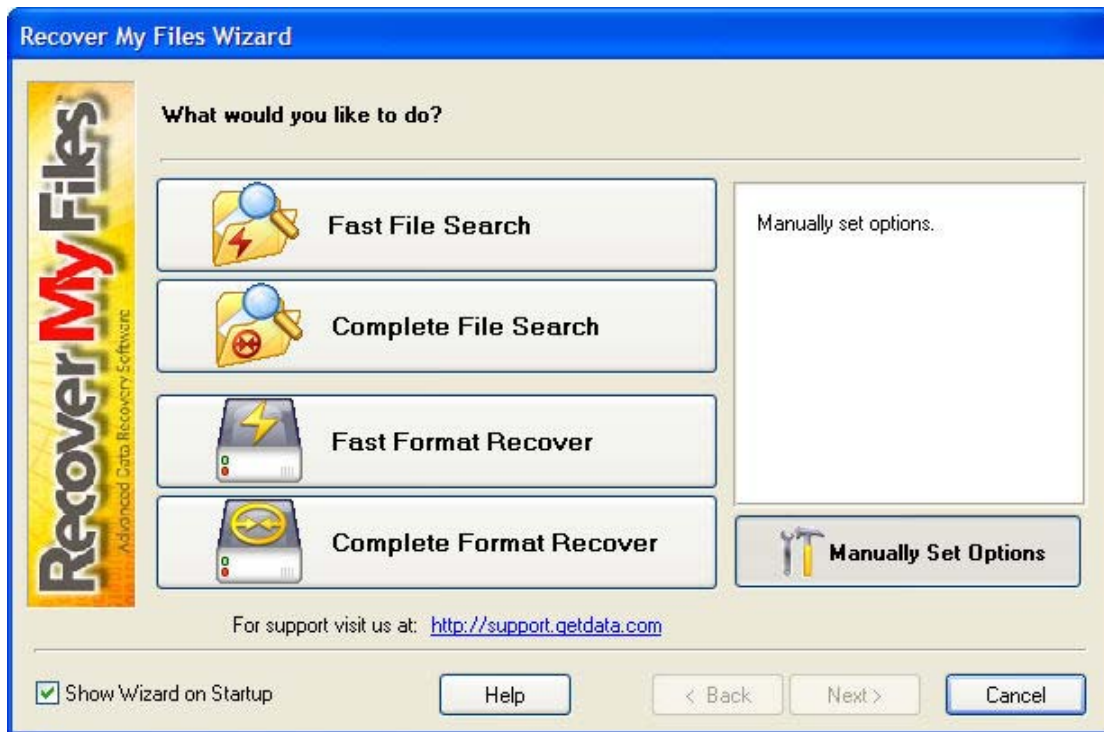 Recover My Files Wizard
Recover My Files
Advanced Data Recovery Software
What would you like to do?
Fast File Search
Complete File Search
Fast Format Recover
Complete Format Recover
Manually set options.
Manually Set Options
For support visit us at: http://support.getdata.com
Show Wizard on Startup
Help
< Back
Next >
Cancel